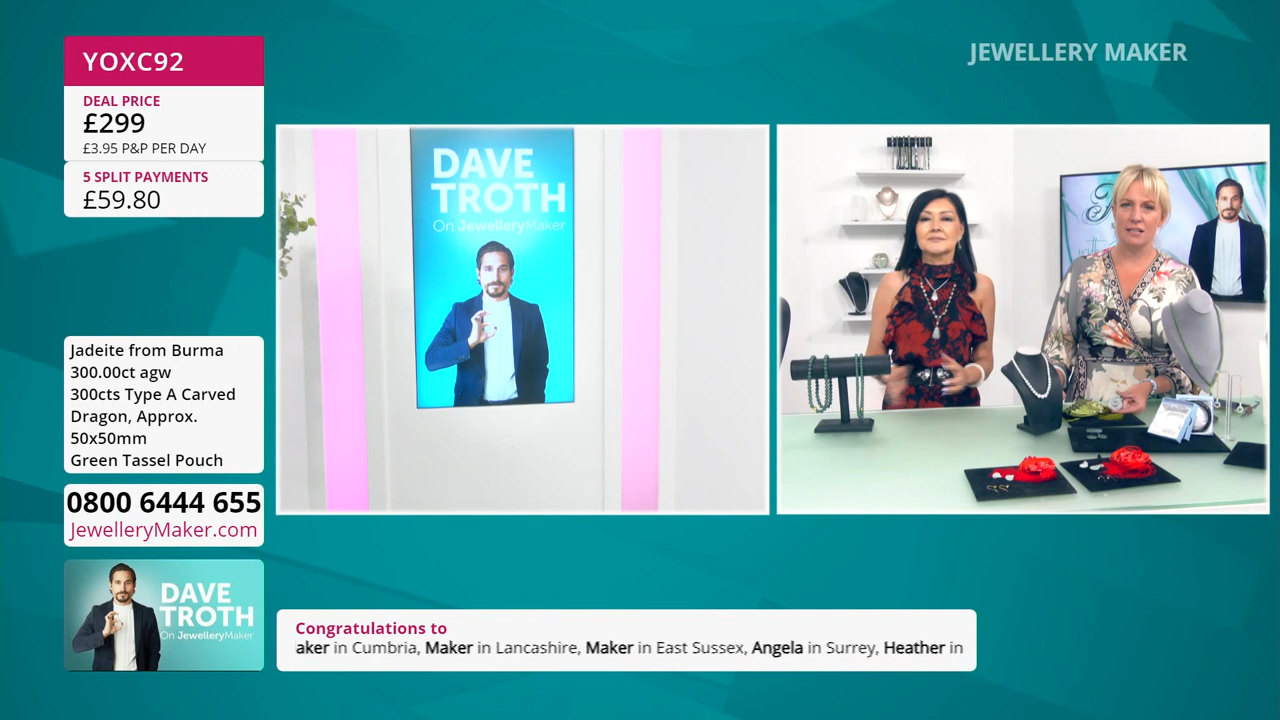 YOXC92
DEAL PRICE
£299
£3.95 P&P PER DAY
5 SPLIT PAYMENTS
£59.80
Jadeite from Burma
300.00ct agw
300cts Type A Carved
Dragon, Approx.
50x50mm
Green Tassel Pouch
0800 6444 655
JewelleryMaker.com
DAVE
TROTH
On JewelleryMaker
JEWELLERY MAKER
DAVE
TROTH
On JewelleryMaker
Congratulations to
aker in Cumbria, Maker in Lancashire, Maker in East Sussex, Angela in Surrey, Heather in